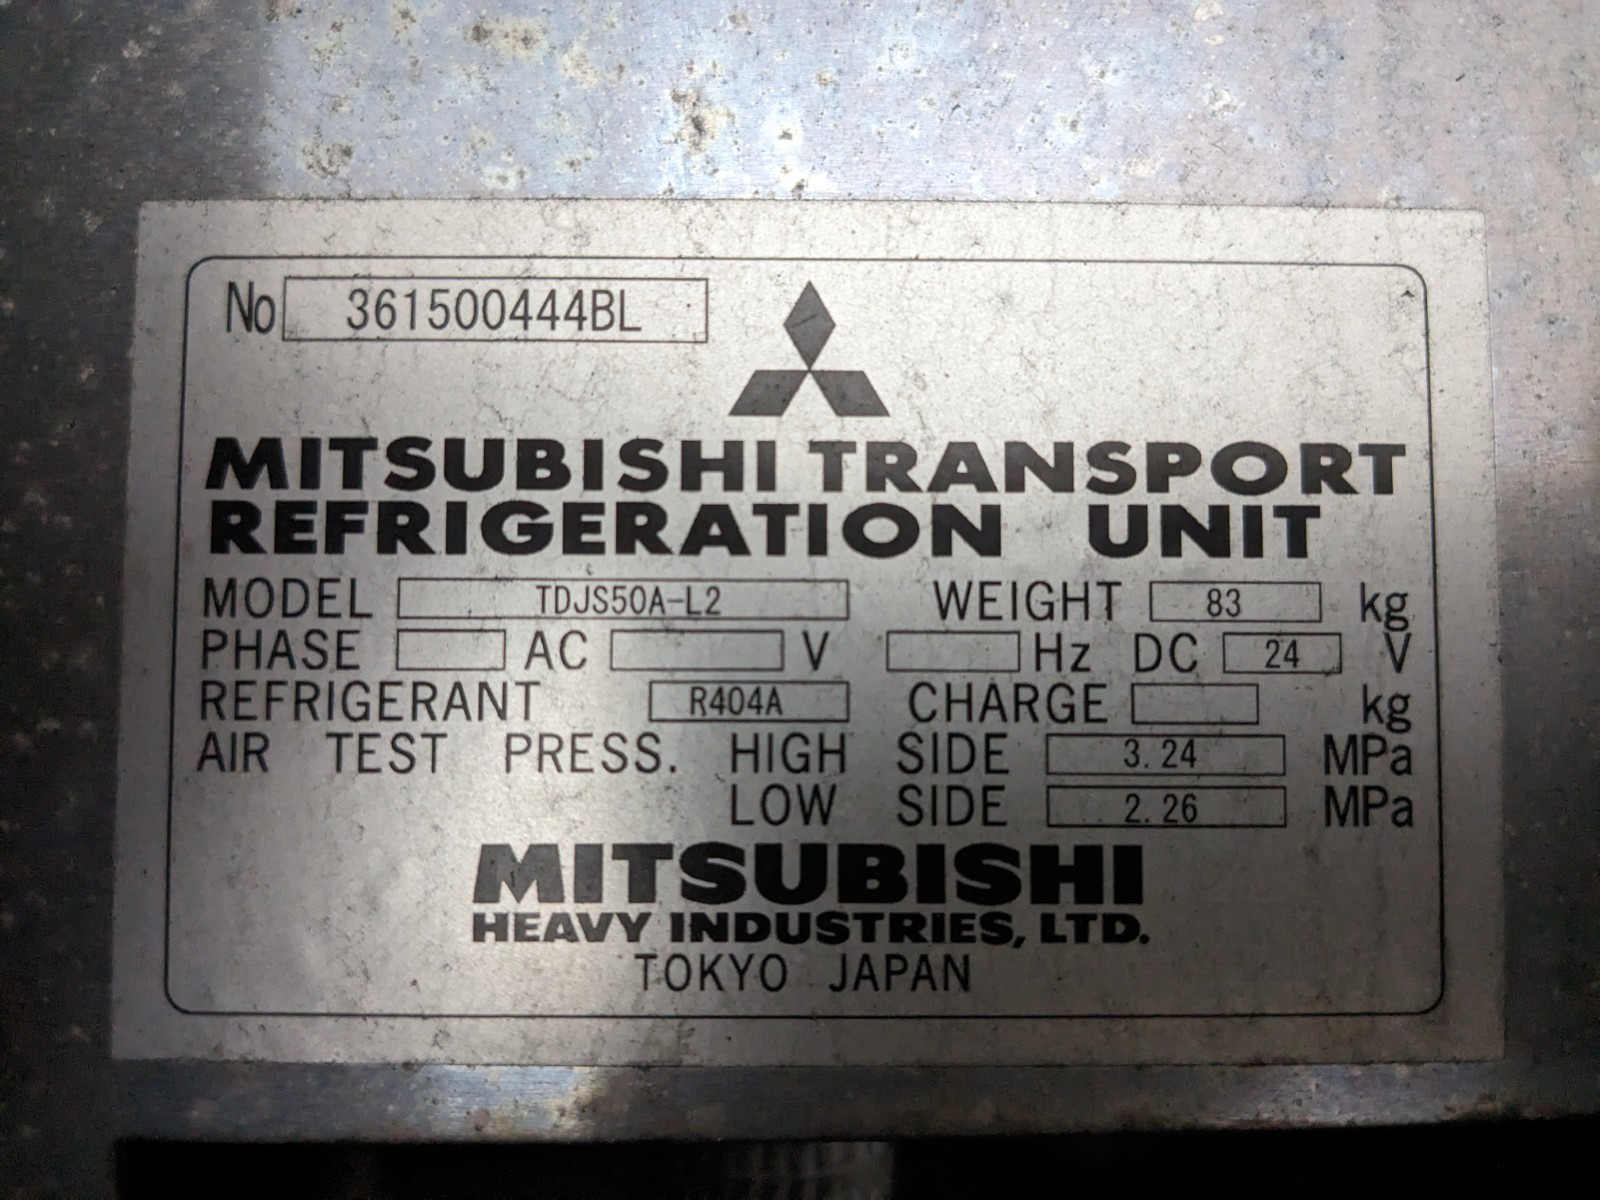 No 361500444BL
MITSUBISHI TRANSPORT
REFRIGERATION UNIT
MODEL TDJS50A-L2 WEIGHT 83 kg
PHASE AC V Hz DC 24 V
REFRIGERANT R404A CHARGE kg
AIR TEST PRESS. HIGH SIDE 3.24 MPa
LOW SIDE 2.26 MPa
MITSUBISHI
HEAVY INDUSTRIES, LTD.
TOKYO JAPAN